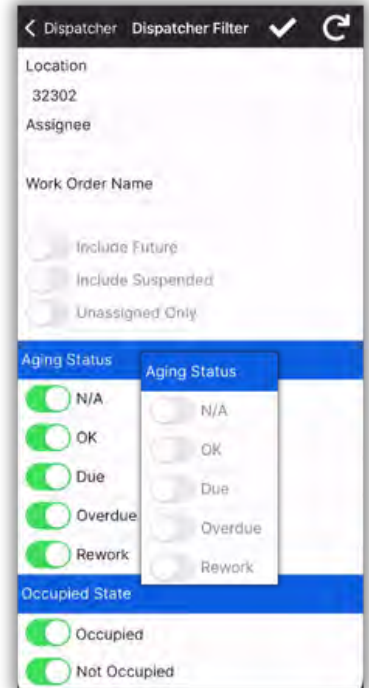 Dispatcher Dispatcher Filter
Location
32302
Assignee
Work Order Name
Include Future
Include Suspended
Unassigned Only
Aging Status
N/A
OK
Due
Overdue
Rework
Aging Status
N/A
OK
Due
Overdue
Rework
Occupied State
Occupied
Not Occupied